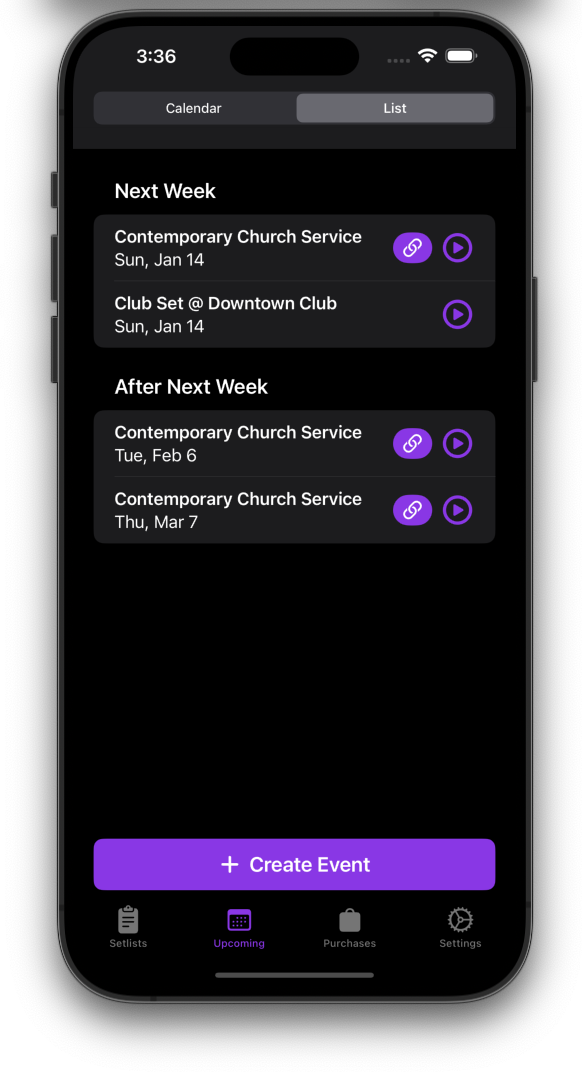 3:36
Calendar
List
Next Week
Contemporary Church Service
Sun, Jan 14
Club Set @ Downtown Club
Sun, Jan 14
After Next Week
Contemporary Church Service
Tue, Feb 6
Contemporary Church Service
Thu, Mar 7
+ Create Event
Setlists
Upcoming
Purchases
Settings